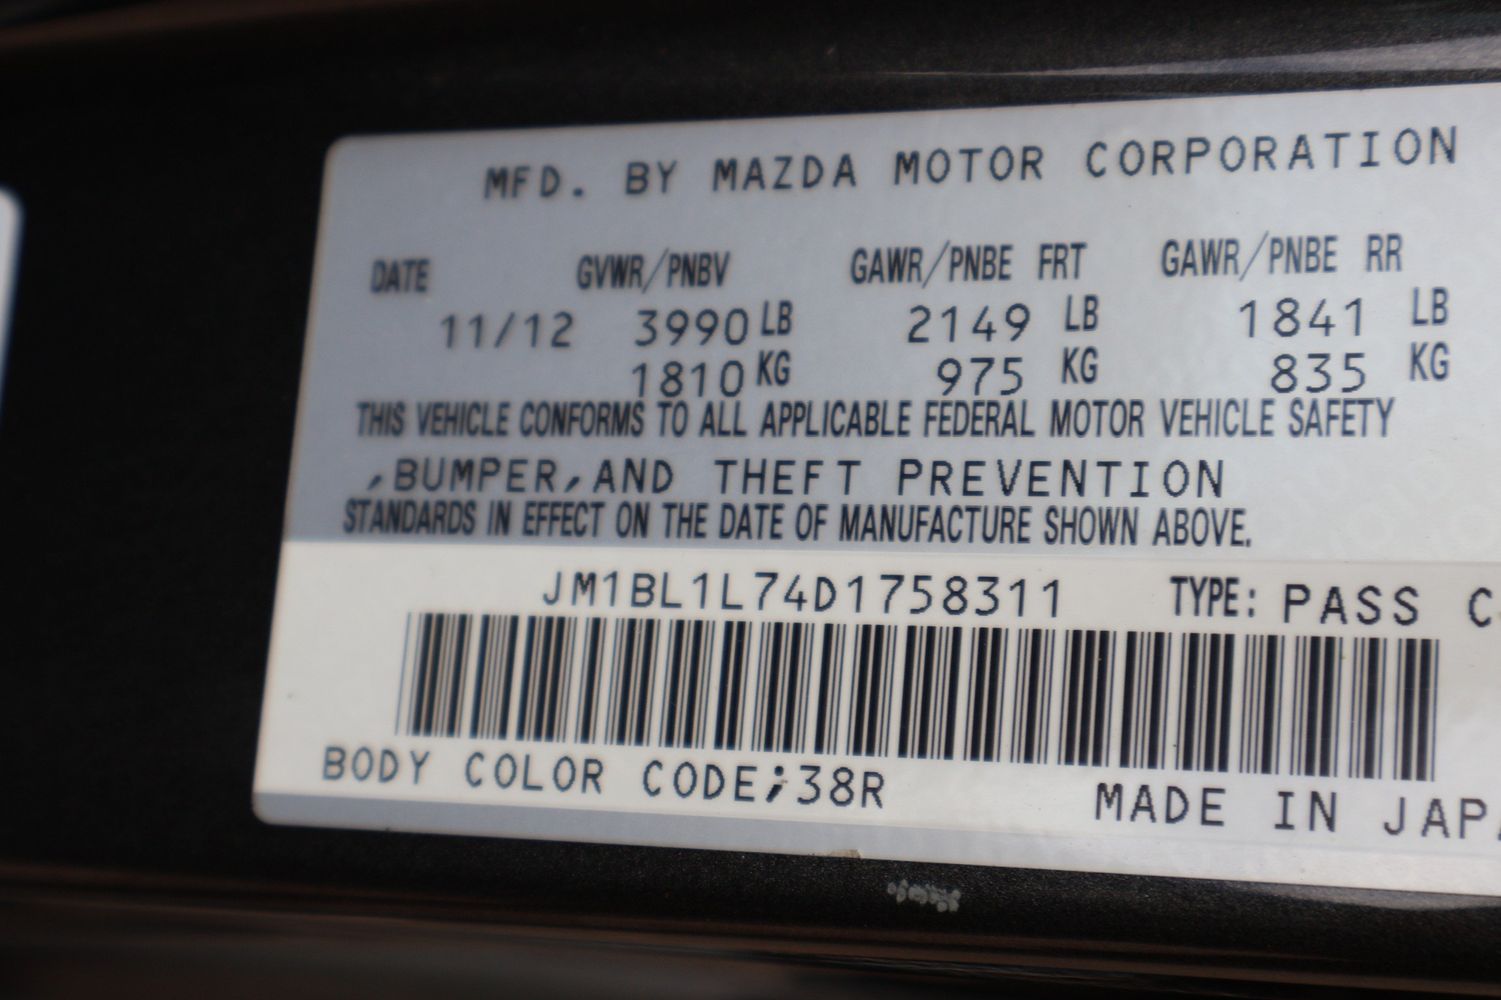 MFD. BY MAZDA MOTOR CORPORATION
DATE GVWR/PNBV GAWR/PNBE FRT GAWR/PNBE RR
11/12 3990 LB 2149 LB 1841 LB
1810 KG 975 KG 835 KG
THIS VEHICLE CONFORMS TO ALL APPLICABLE FEDERAL MOTOR VEHICLE SAFETY
,BUMPER,AND THEFT PREVENTION
STANDARDS IN EFFECT ON THE DATE OF MANUFACTURE SHOWN ABOVE.
JM1BL1L74D1758311 TYPE: PASS
BODY COLOR CODE;38R MADE IN JAP